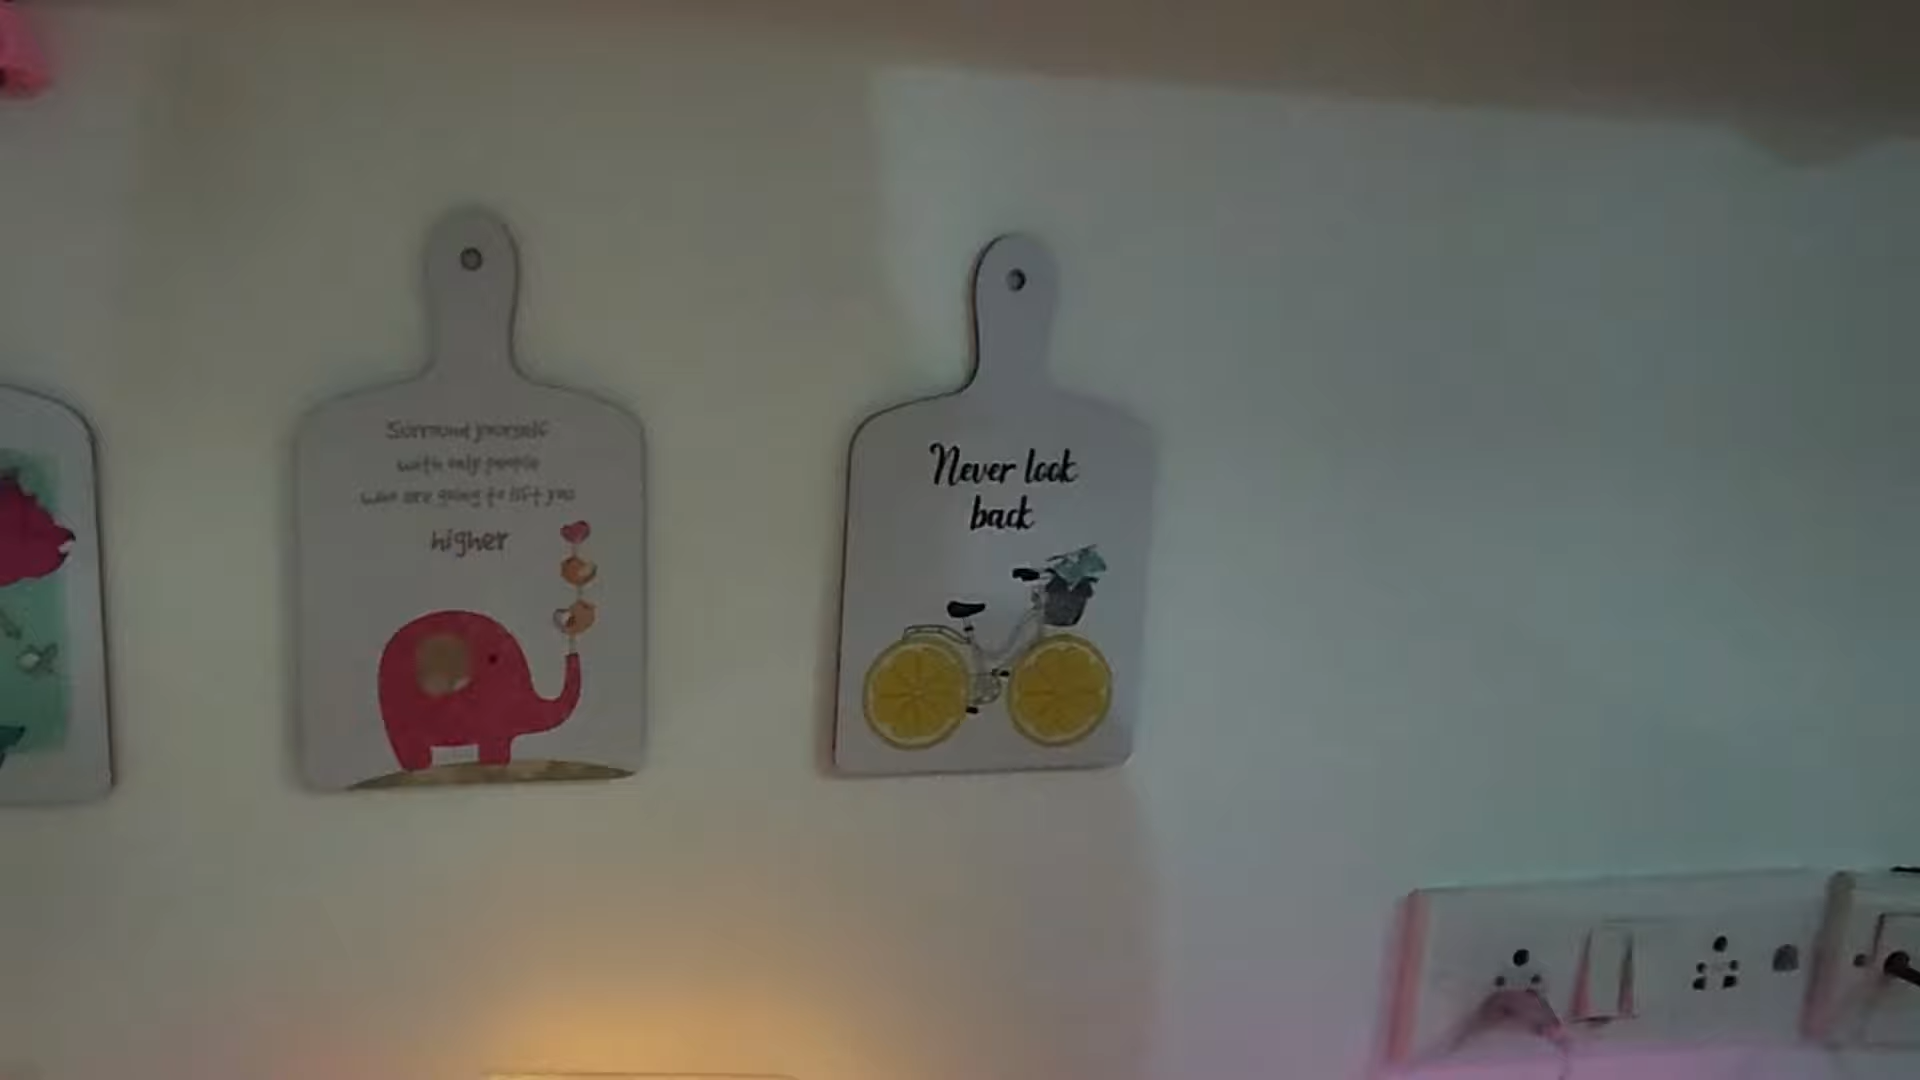 Surround yourself
with only people
who are going to lift you
higher
Never look
back